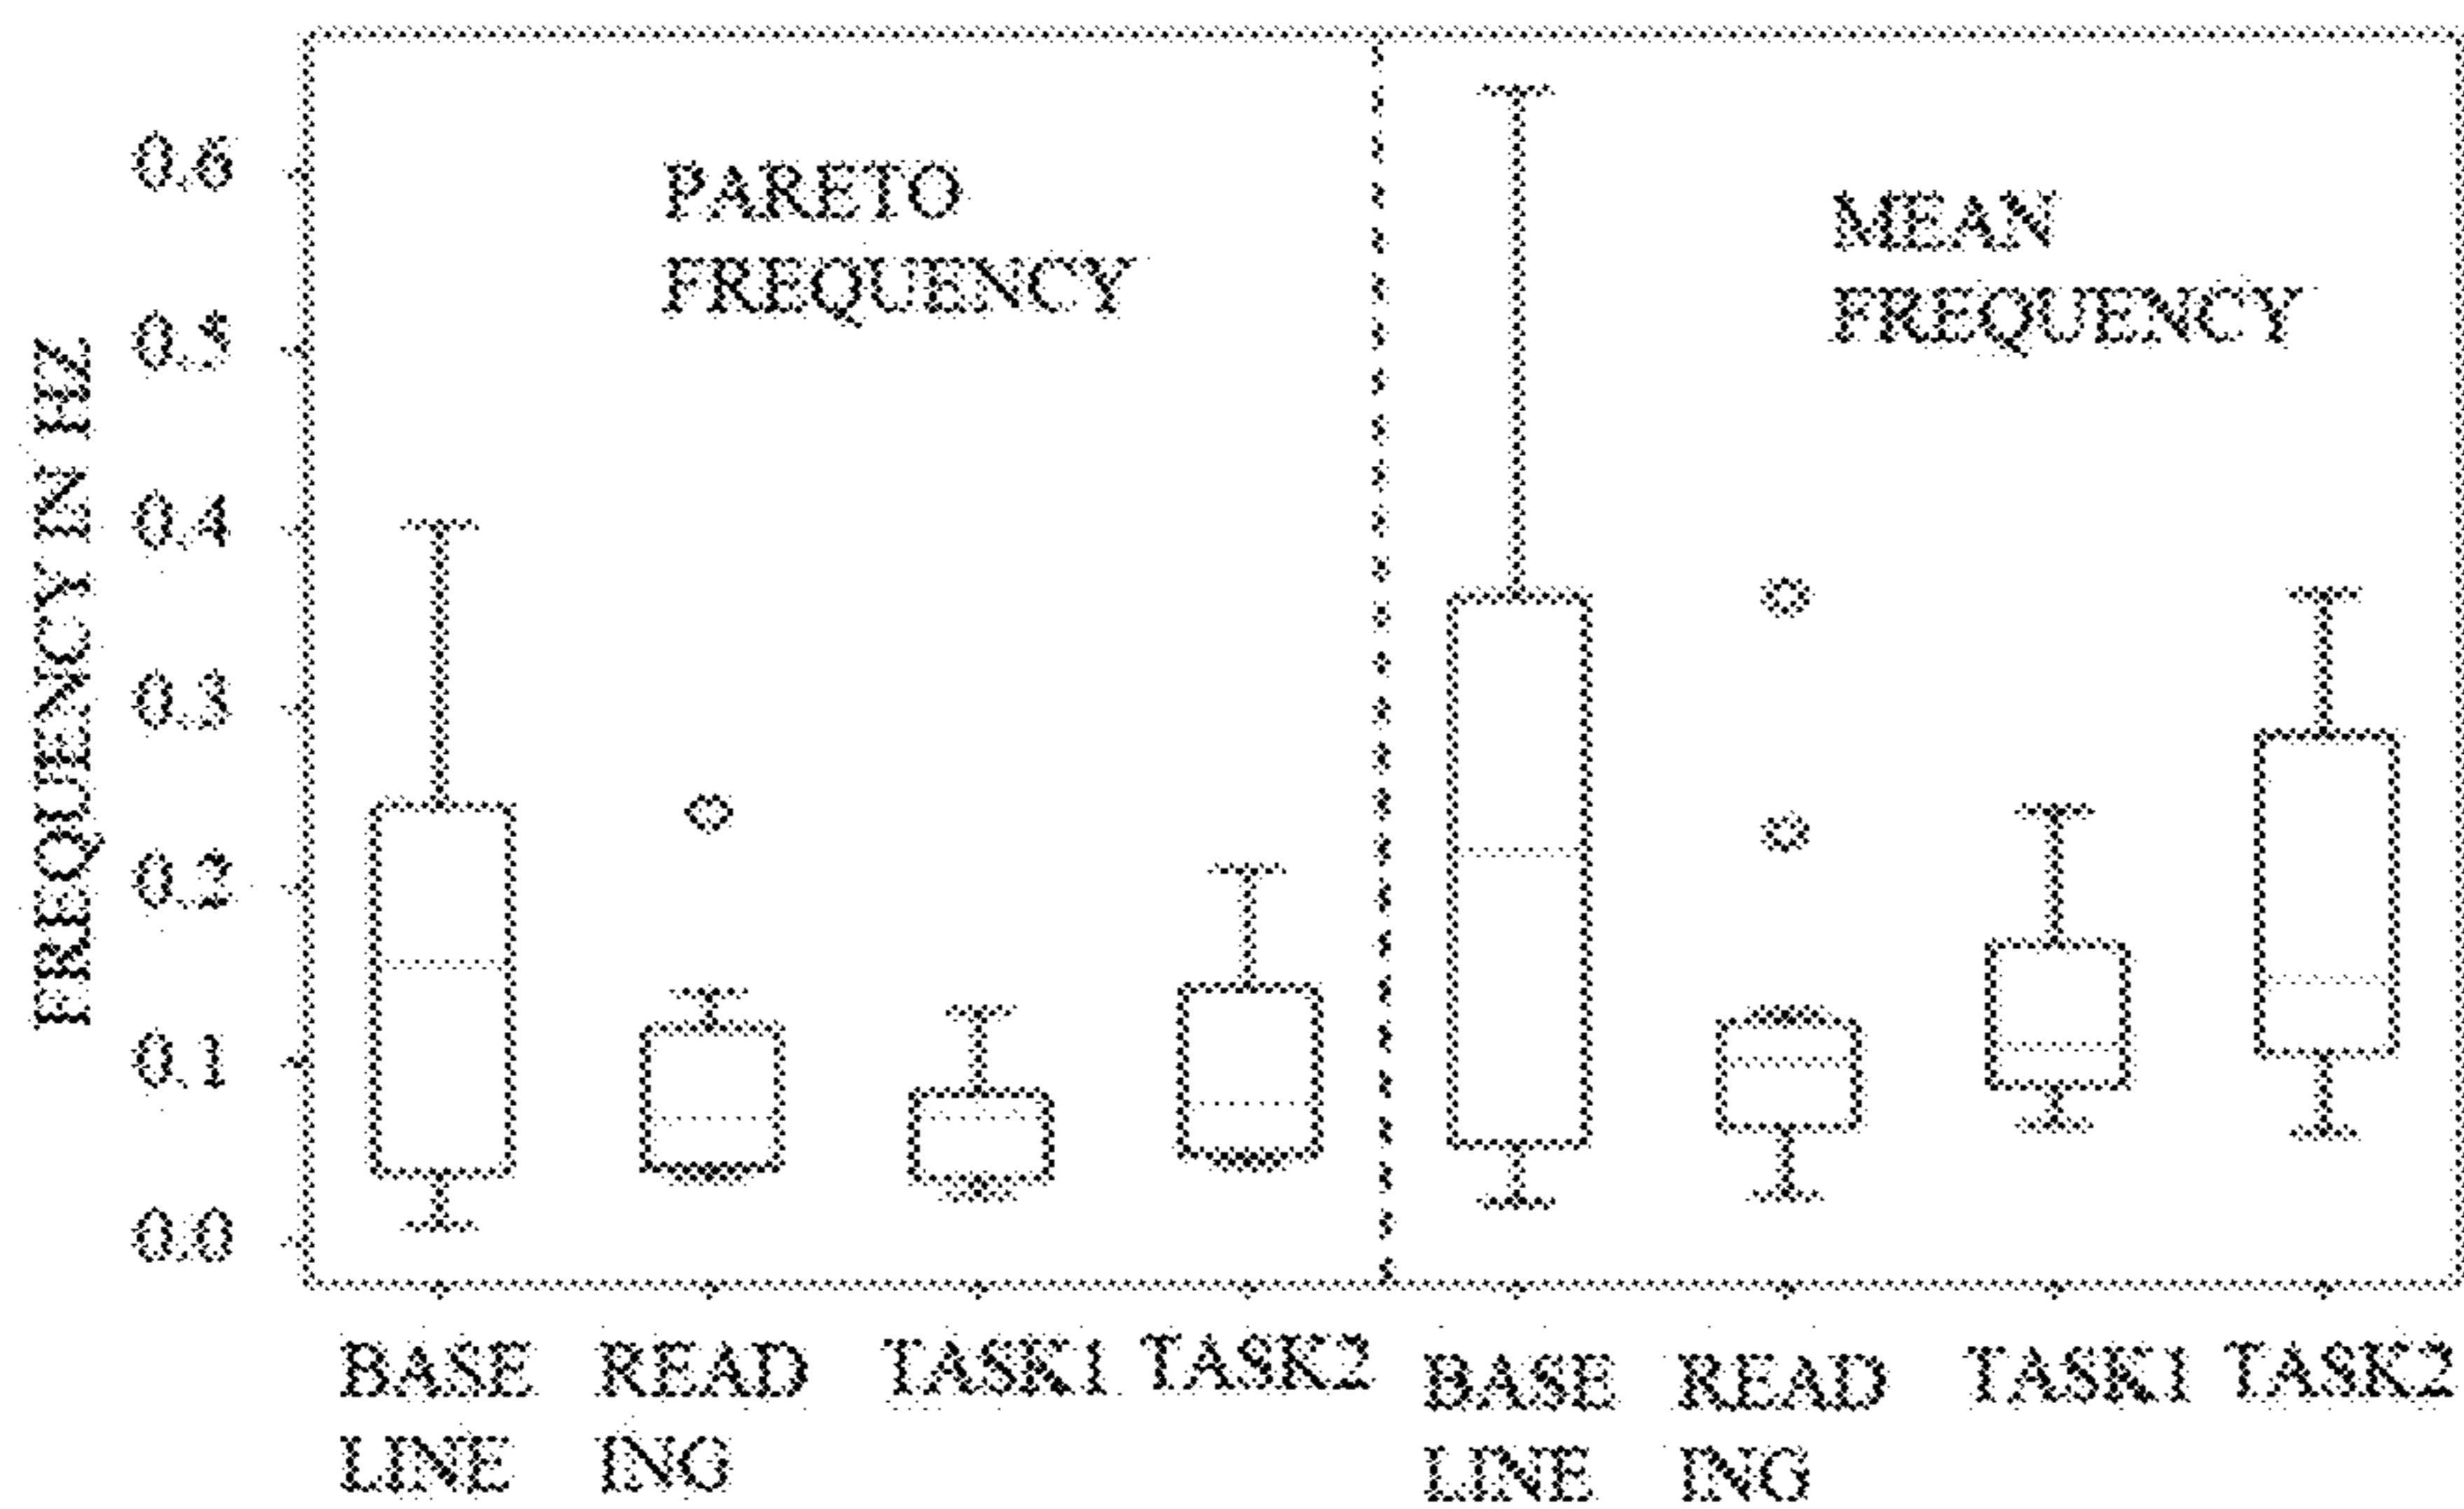 FREQUENCY IN HZ
0.6
0.5
0.4
0.3
0.2
0.1
0.0
PARETO
FREQUENCY
MEAN
FREQUENCY
BASE READ TASK1 TASK2 BASE READ TASK1 TASK2
LINE ING LINE ING